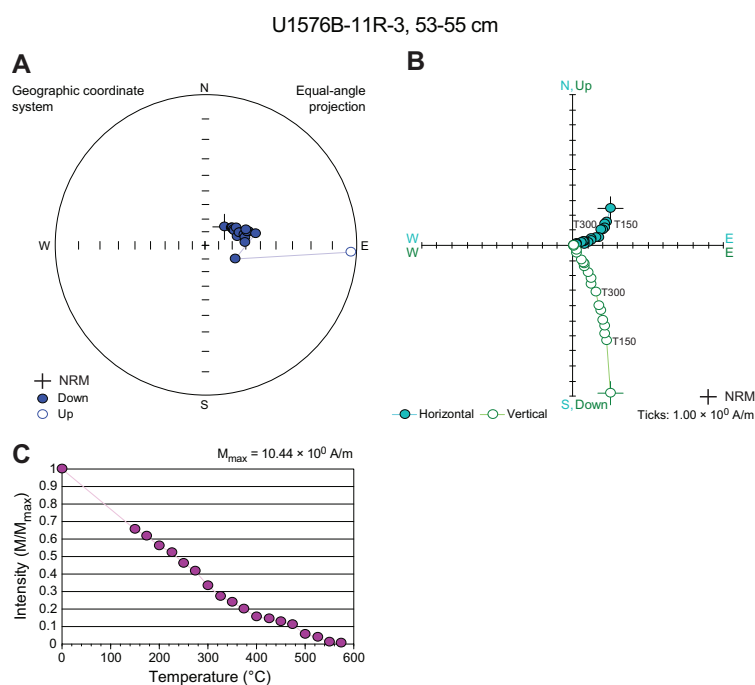 U1576B-11R-3, 53-55 cm
A
Geographic coordinate
system
Equal-angle
projection
N
W
E
S
NRM
Down
Up
B
N, Up
T300
T150
W
W
E
E
T300
T150
S, Down
NRM
Horizontal
Vertical
Ticks: 1.00 × 10⁰ A/m
C
Mmax = 10.44 × 10⁰ A/m
Intensity (M/Mmax)
1
0.9
0.8
0.7
0.6
0.5
0.4
0.3
0.2
0.1
0
0 100 200 300 400 500 600
Temperature (°C)